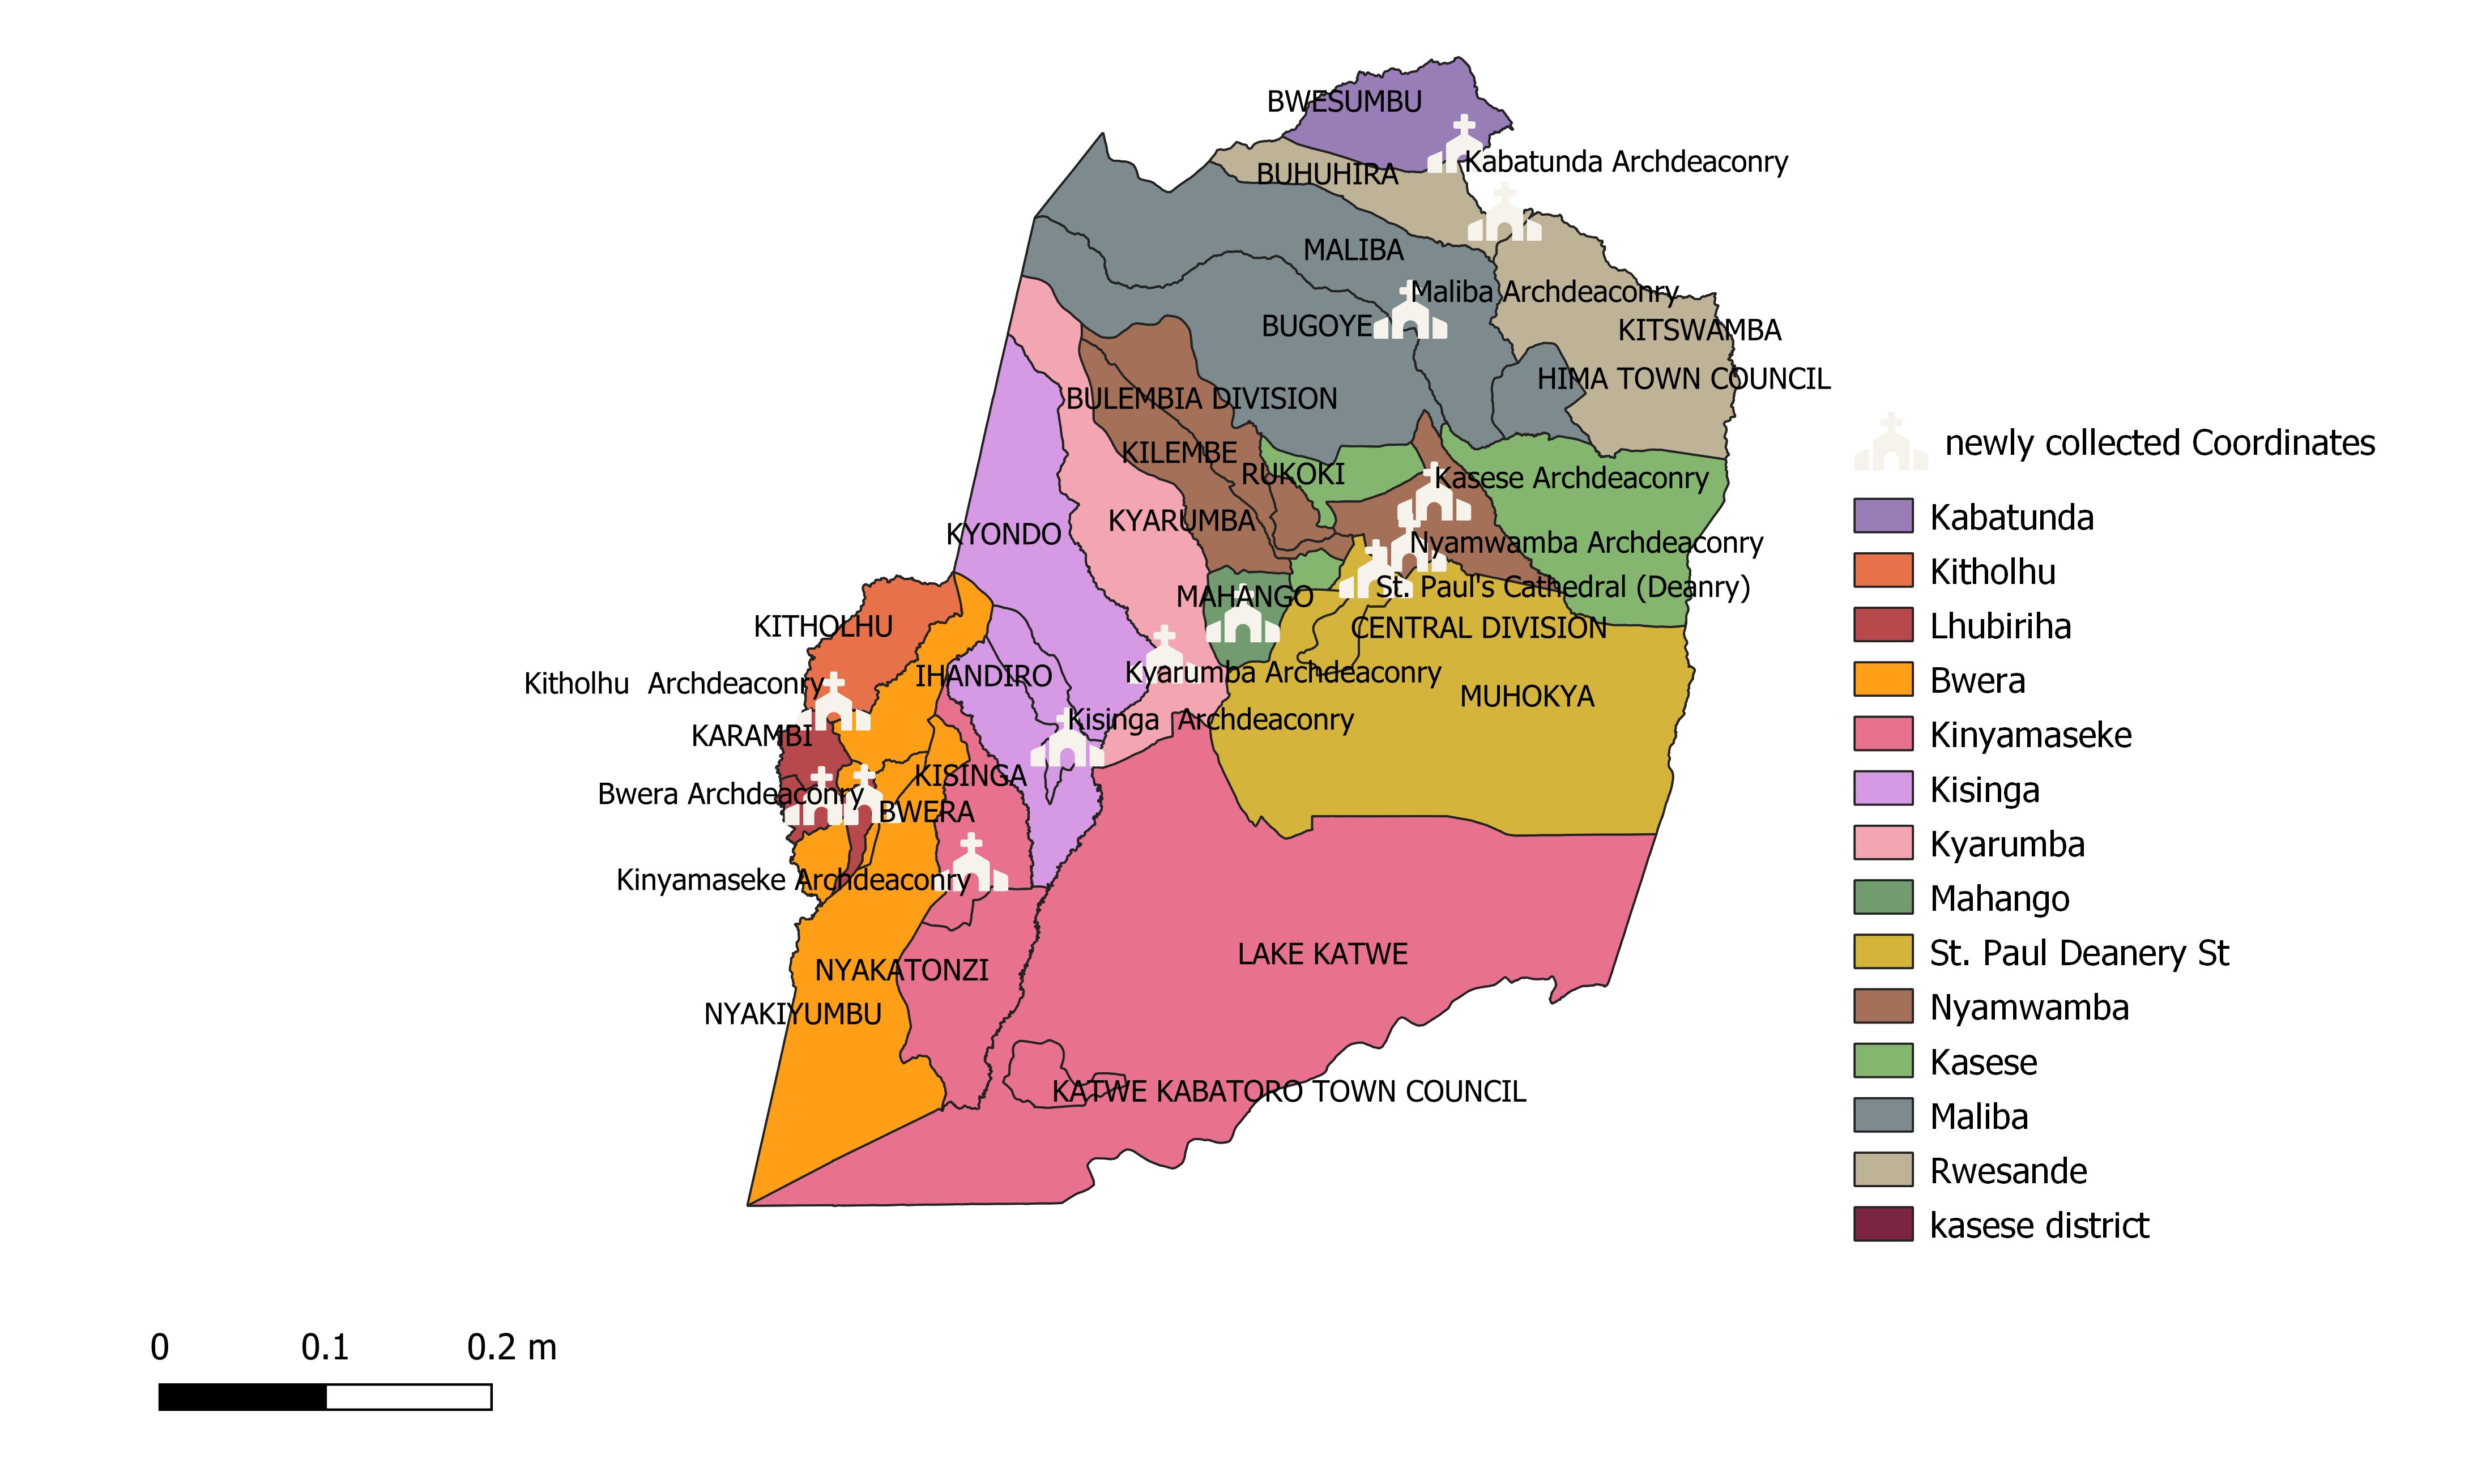 BWESUMBU
Kabatunda Archdeaconry
BUHUHIRA
MALIBA
Maliba Archdeaconry
BUGOYE
KITSWAMBA
HIMA TOWN COUNCIL
BULEMBIA DIVISION
KILEMBE
RUKOKI
Kasese Archdeaconry
KYARUMBA
KYONDO
Nyamwamba Archdeaconry
St. Paul's Cathedral (Deanry)
MAHANGO
CENTRAL DIVISION
KITHOLHU
Kyarumba Archdeaconry
IHANDIRO
Kitholhu  Archdeaconry
MUHOKYA
Kisinga  Archdeaconry
KARAMBI
KISINGA
Bwera Archdeaconry
BWERA
Kinyamaseke Archdeaconry
LAKE KATWE
NYAKATONZI
NYAKIYUMBU
KATWE KABATORO TOWN COUNCIL
newly collected Coordinates
Kabatunda
Kitholhu
Lhubiriha
Bwera
Kinyamaseke
Kisinga
Kyarumba
Mahango
St. Paul Deanery St
Nyamwamba
Kasese
Maliba
Rwesande
kasese district
0 0.1 0.2 m